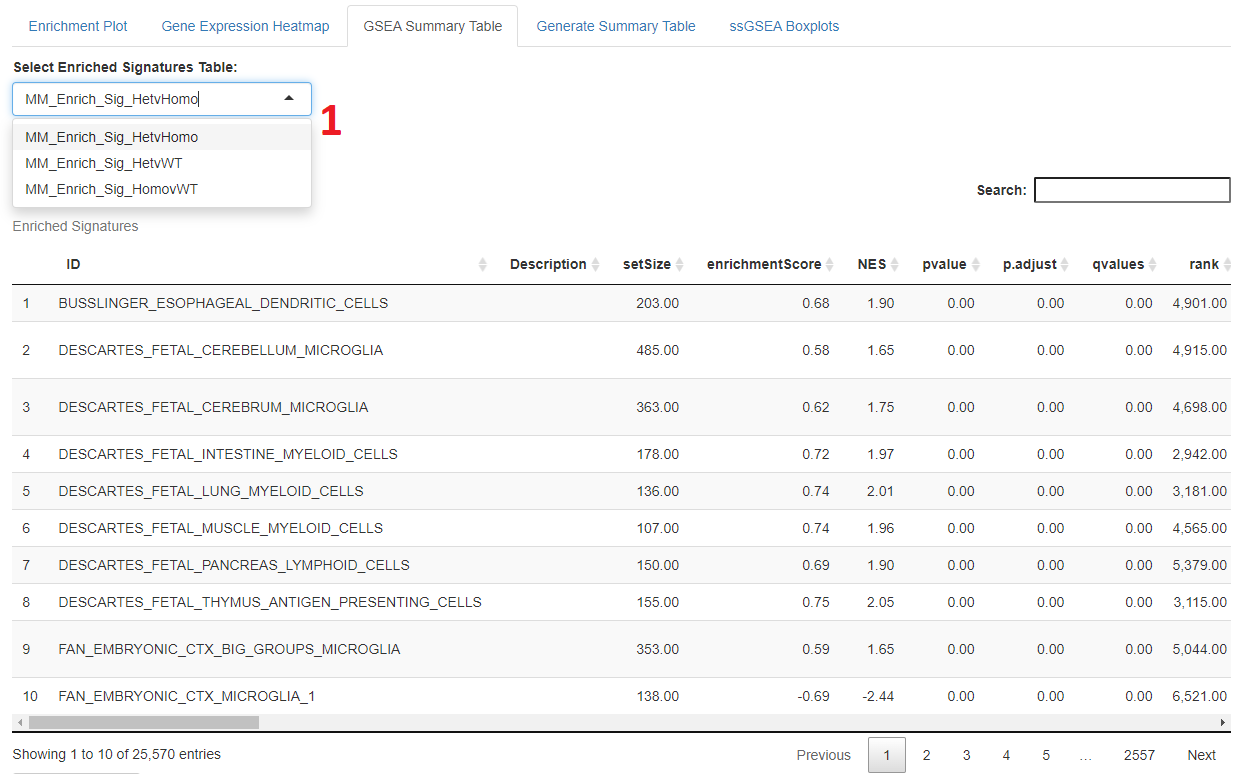 Enrichment Plot Gene Expression Heatmap GSEA Summary Table Generate Summary Table ssGSEA Boxplots
Select Enriched Signatures Table:
MM_Enrich_Sig_HetvHomo
1
MM_Enrich_Sig_HetvHomo
MM_Enrich_Sig_HetvWT
MM_Enrich_Sig_HomovWT
Search:
Enriched Signatures
ID Description setSize enrichmentScore NES pvalue p.adjust qvalues rank
1 BUSSLINGER_ESOPHAGEAL_DENDRITIC_CELLS 203.00 0.68 1.90 0.00 0.00 0.00 4,901.00
2 DESCARTES_FETAL_CEREBELLUM_MICROGLIA 485.00 0.58 1.65 0.00 0.00 0.00 4,915.00
3 DESCARTES_FETAL_CEREBRUM_MICROGLIA 363.00 0.62 1.75 0.00 0.00 0.00 4,698.00
4 DESCARTES_FETAL_INTESTINE_MYELOID_CELLS 178.00 0.72 1.97 0.00 0.00 0.00 2,942.00
5 DESCARTES_FETAL_LUNG_MYELOID_CELLS 136.00 0.74 2.01 0.00 0.00 0.00 3,181.00
6 DESCARTES_FETAL_MUSCLE_MYELOID_CELLS 107.00 0.74 1.96 0.00 0.00 0.00 4,565.00
7 DESCARTES_FETAL_PANCREAS_LYMPHOID_CELLS 150.00 0.69 1.90 0.00 0.00 0.00 5,379.00
8 DESCARTES_FETAL_THYMUS_ANTIGEN_PRESENTING_CELLS 155.00 0.75 2.05 0.00 0.00 0.00 3,115.00
9 FAN_EMBRYONIC_CTX_BIG_GROUPS_MICROGLIA 353.00 0.59 1.65 0.00 0.00 0.00 5,044.00
10 FAN_EMBRYONIC_CTX_MICROGLIA_1 138.00 -0.69 -2.44 0.00 0.00 0.00 6,521.00
Showing 1 to 10 of 25,570 entries Previous 1 2 3 4 5 … 2557 Next